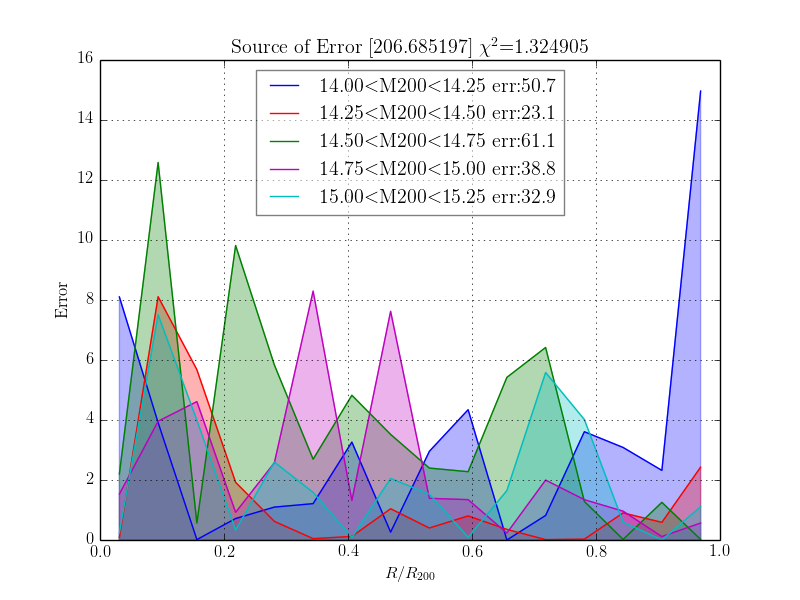 Source of Error [206.685197] χ²=1.324905
16
14
12
10
8
6
4
2
0
Error
14.00<M200<14.25 err:50.7
14.25<M200<14.50 err:23.1
14.50<M200<14.75 err:61.1
14.75<M200<15.00 err:38.8
15.00<M200<15.25 err:32.9
0.0 0.2 0.4 0.6 0.8 1.0
R/R₂₀₀